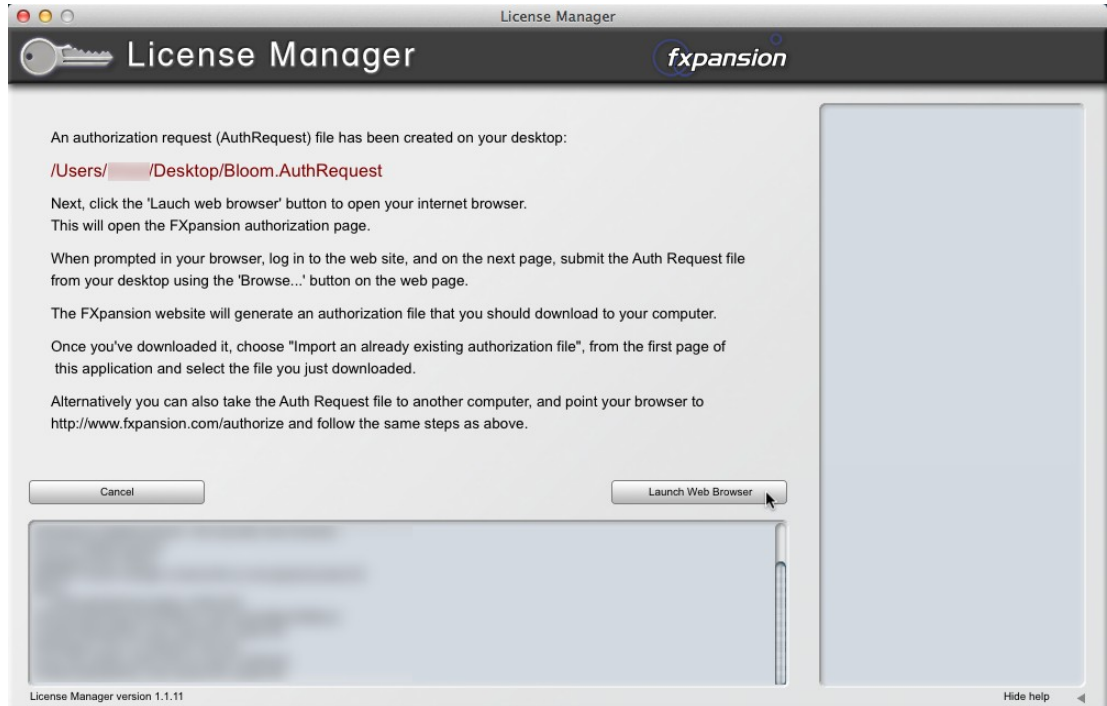 License Manager
License Manager
fxpansion
An authorization request (AuthRequest) file has been created on your desktop:
/Users/ /Desktop/Bloom.AuthRequest
Next, click the 'Lauch web browser' button to open your internet browser.
This will open the FXpansion authorization page.
When prompted in your browser, log in to the web site, and on the next page, submit the Auth Request file
from your desktop using the 'Browse...' button on the web page.
The FXpansion website will generate an authorization file that you should download to your computer.
Once you've downloaded it, choose "Import an already existing authorization file", from the first page of
this application and select the file you just downloaded.
Alternatively you can also take the Auth Request file to another computer, and point your browser to
http://www.fxpansion.com/authorize and follow the same steps as above.
Cancel
Launch Web Browser
License Manager version 1.1.11
Hide help